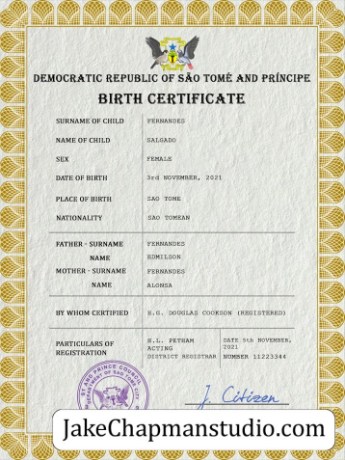 DEMOCRATIC REPUBLIC OF SÃO TOMÉ AND PRÍNCIPE
BIRTH CERTIFICATE
SURNAME OF CHILD FERNANDES
NAME OF CHILD SALGADO
SEX FEMALE
DATE OF BIRTH 3rd NOVEMBER, 2021
PLACE OF BIRTH SAO TOME
NATIONALITY SAO TOMEAN
FATHER - SURNAME FERNANDES
NAME EDMILSON
MOTHER - SURNAME FERNANDES
NAME ALONSA
BY WHOM CERTIFIED S.G. DOUGLAS COOKSON (REGISTERED)
PARTICULARS OF REGISTRATION
H.L. PETHAM
ACTING
DISTRICT REGISTRAR
DATE 9th NOVEMBER,
NUMBER 11223344
J. Citizen
JakeChapmanstudio.com